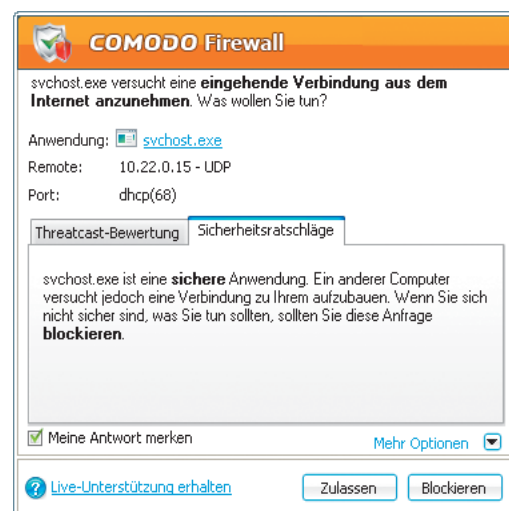 COMODO Firewall
svchost.exe versucht eine eingehende Verbindung aus dem
Internet anzunehmen. Was wollen Sie tun?
Anwendung: svchost.exe
Remote: 10.22.0.15 - UDP
Port: dhcp(68)
Threatcast-Bewertung Sicherheitsratschläge
svchost.exe ist eine sichere Anwendung. Ein anderer Computer
versucht jedoch eine Verbindung zu Ihrem aufzubauen. Wenn Sie sich
nicht sicher sind, was Sie tun sollten, sollten Sie diese Anfrage
blockieren.
Meine Antwort merken Mehr Optionen
Live-Unterstützung erhalten Zulassen Blockieren